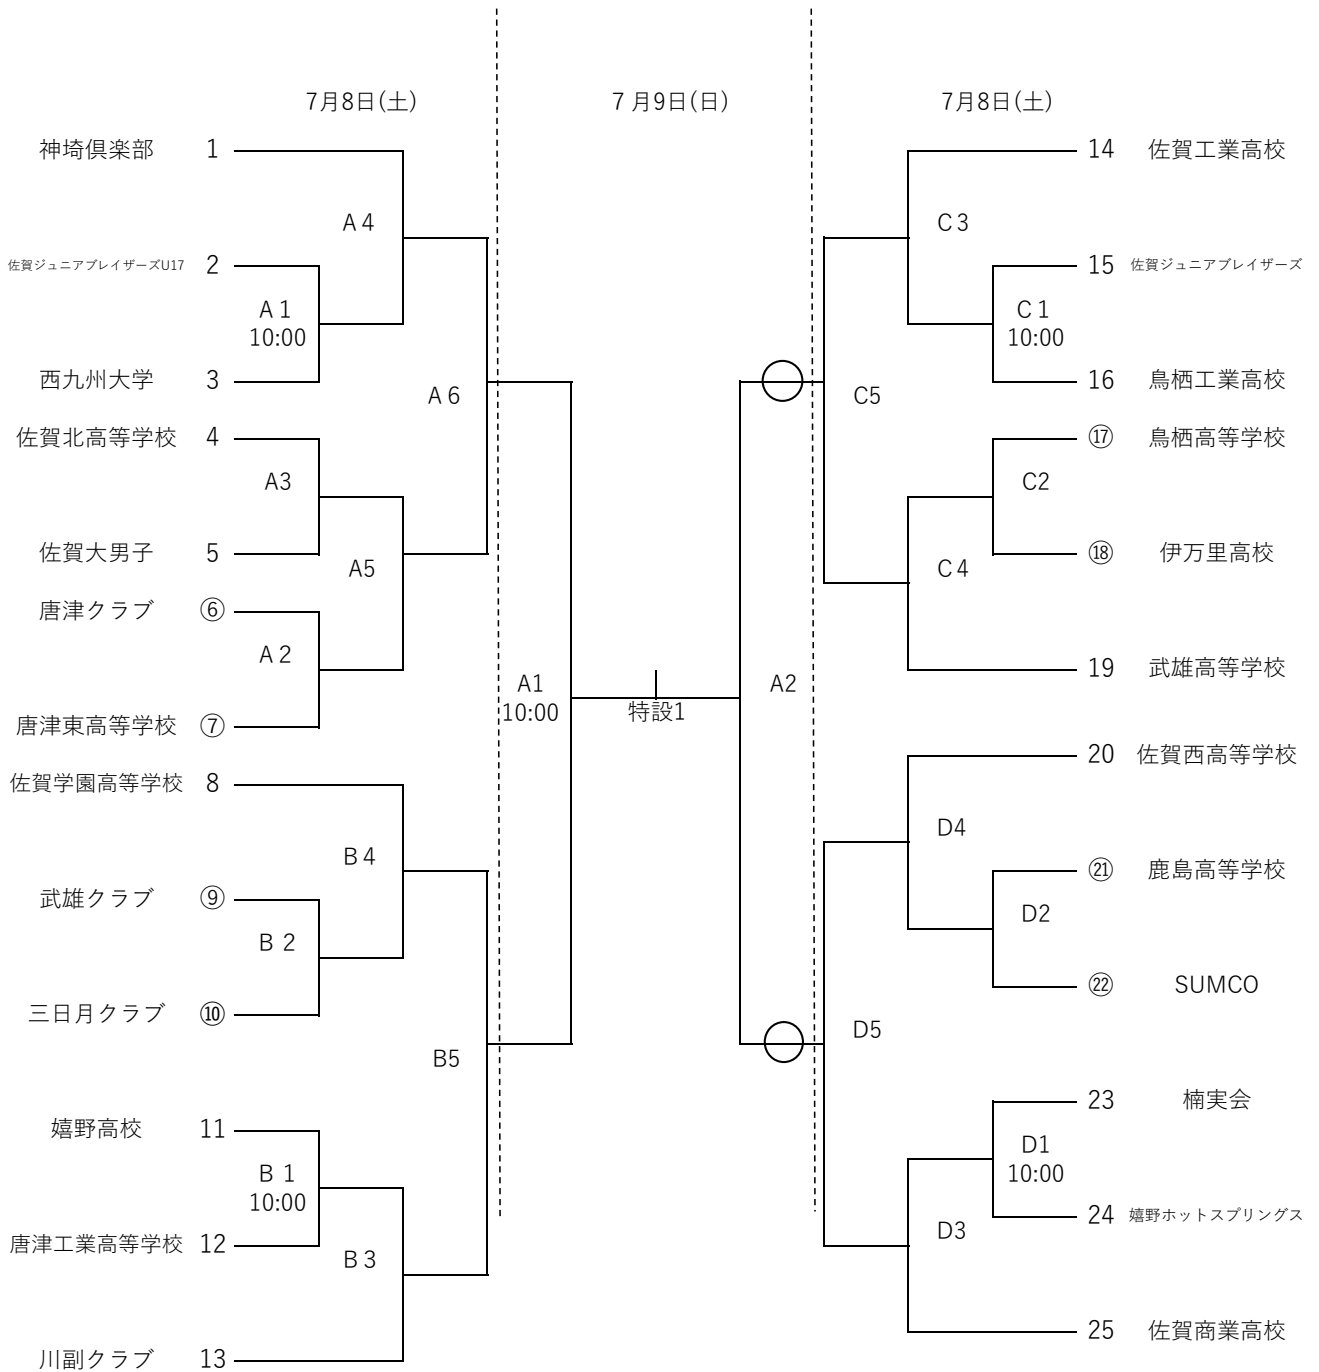 7月8日(土)
7 月9日(日)
7月8日(土)
神埼倶楽部 1
A 4
佐賀ジュニアブレイザーズU17 2
A 1
10:00
西九州大学 3
A 6
佐賀北高等学校 4
A3
佐賀大男子 5
A5
唐津クラブ ⑥
A 2
唐津東高等学校 ⑦
佐賀学園高等学校 8
B 4
武雄クラブ ⑨
B 2
三日月クラブ ⑩
B5
嬉野高校 11
B 1
10:00
唐津工業高等学校 12
B 3
川副クラブ 13
A1
10:00
特設1
A2
14 佐賀工業高校
C 3
15 佐賀ジュニアブレイザーズ
C 1
10:00
16 鳥栖工業高校
C5
⑰ 鳥栖高等学校
C2
⑱ 伊万里高校
C 4
19 武雄高等学校
20 佐賀西高等学校
D4
㉑ 鹿島高等学校
D2
㉒ SUMCO
D5
23 楠実会
D1
10:00
24 嬉野ホットスプリングス
D3
25 佐賀商業高校